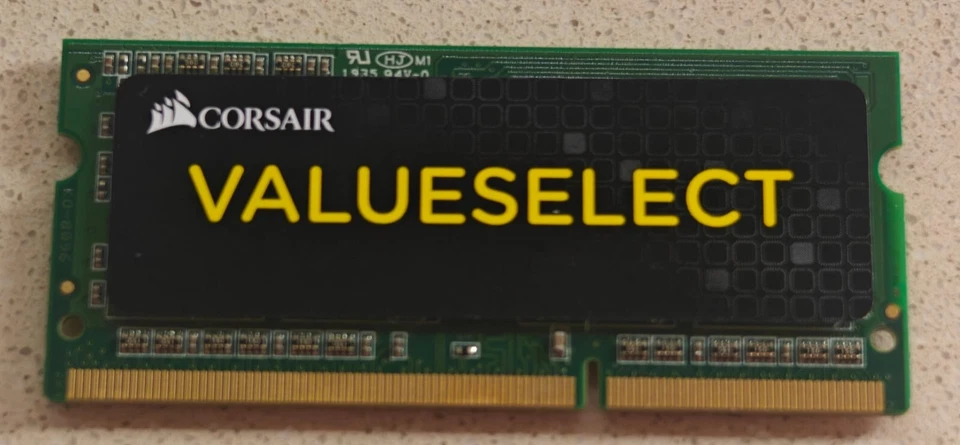 HJ M1
1935 94V-0
CORSAIR
VALUESELECT